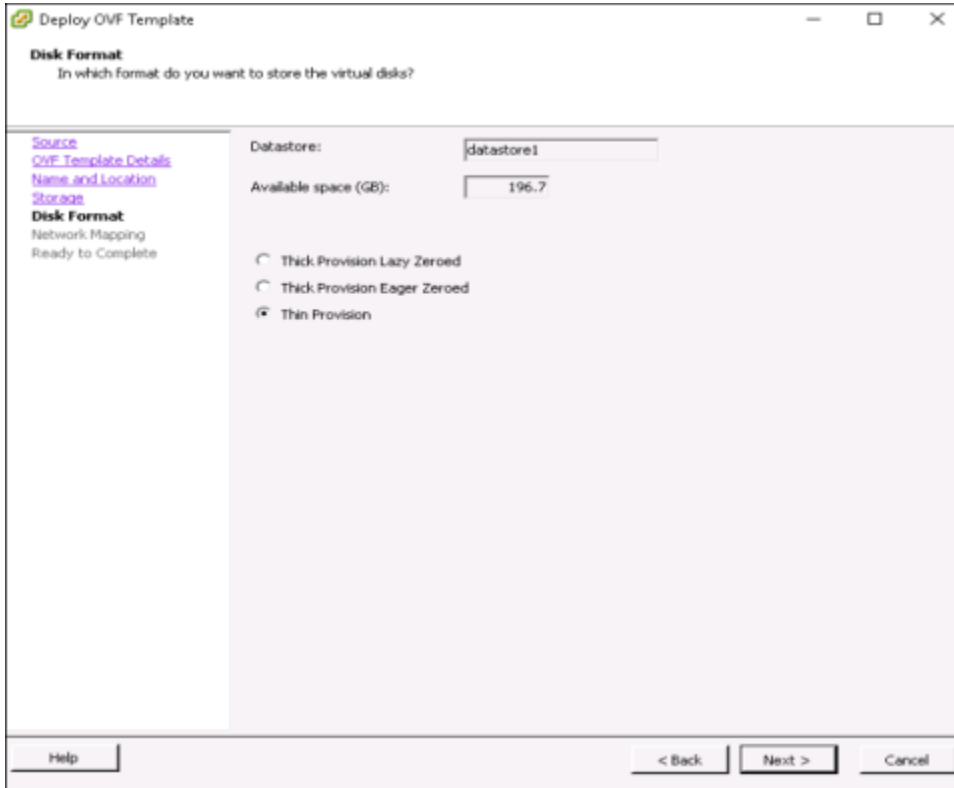 Deploy OVF Template
Disk Format
In which format do you want to store the virtual disks?
Source
OVF Template Details
Name and Location
Storage
Disk Format
Network Mapping
Ready to Complete
Datastore: datastore1
Available space (GB): 196.7
Thick Provision Lazy Zeroed
Thick Provision Eager Zeroed
Thin Provision
Help
< Back
Next >
Cancel